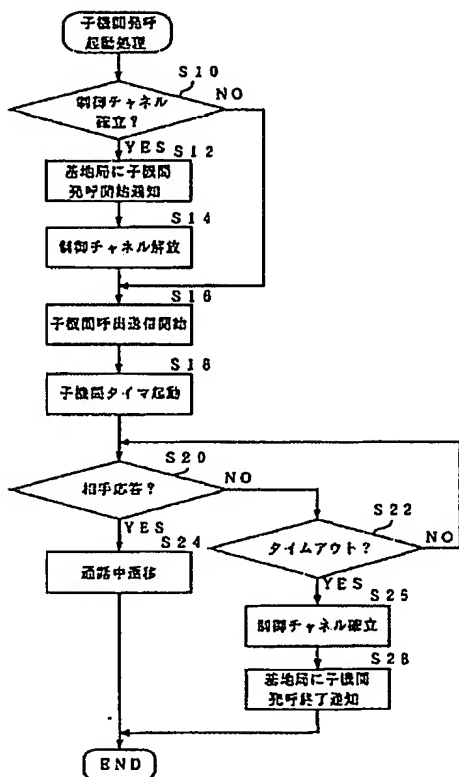 子機間発呼
起動処理
S10
NO
制御チャネル
確立?
YES
S12
基地局に子機間
発呼開始通知
S14
制御チャネル解放
S16
子機間呼出送信開始
S18
子機間タイマ起動
S20
NO
相手応答?
S22
YES
NO
S24
タイムアウト?
通話中遷移
YES
S26
制御チャネル確立
S28
基地局に子機間
発呼終了通知
END